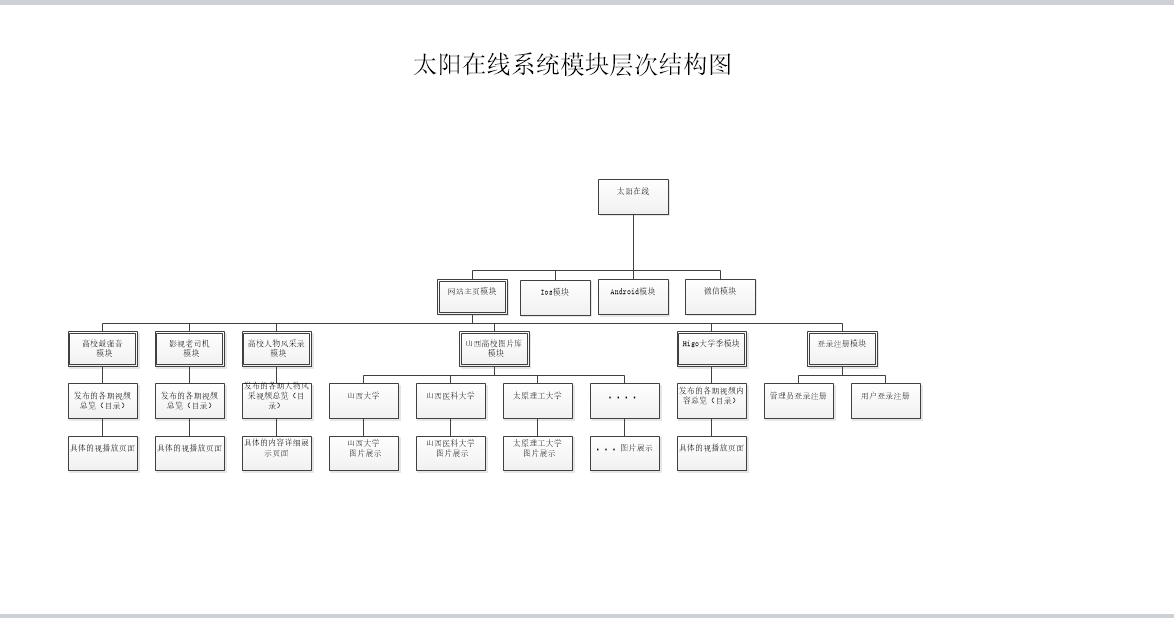 太阳在线系统模块层次结构图
太阳在线
网站主页模块
Ios模块
Android模块
微信模块
高校最强音
模块
影视老司机
模块
高校人物风采录
模块
山西高校图片库
模块
Higo大学季模块
登录注册模块
发布的各期视频
总览（目录）
发布的各期视频
总览（目录）
发布的各期人物风
采视频总览（目
录）
山西大学
山西医科大学
太原理工大学
....
发布的各期视频内
容总览（目录）
管理员登录注册
用户登录注册
具体的视播放页面
具体的视播放页面
具体的内容详细展
示页面
山西大学
图片展示
山西医科大学
图片展示
太原理工大学
图片展示
...图片展示
具体的视播放页面